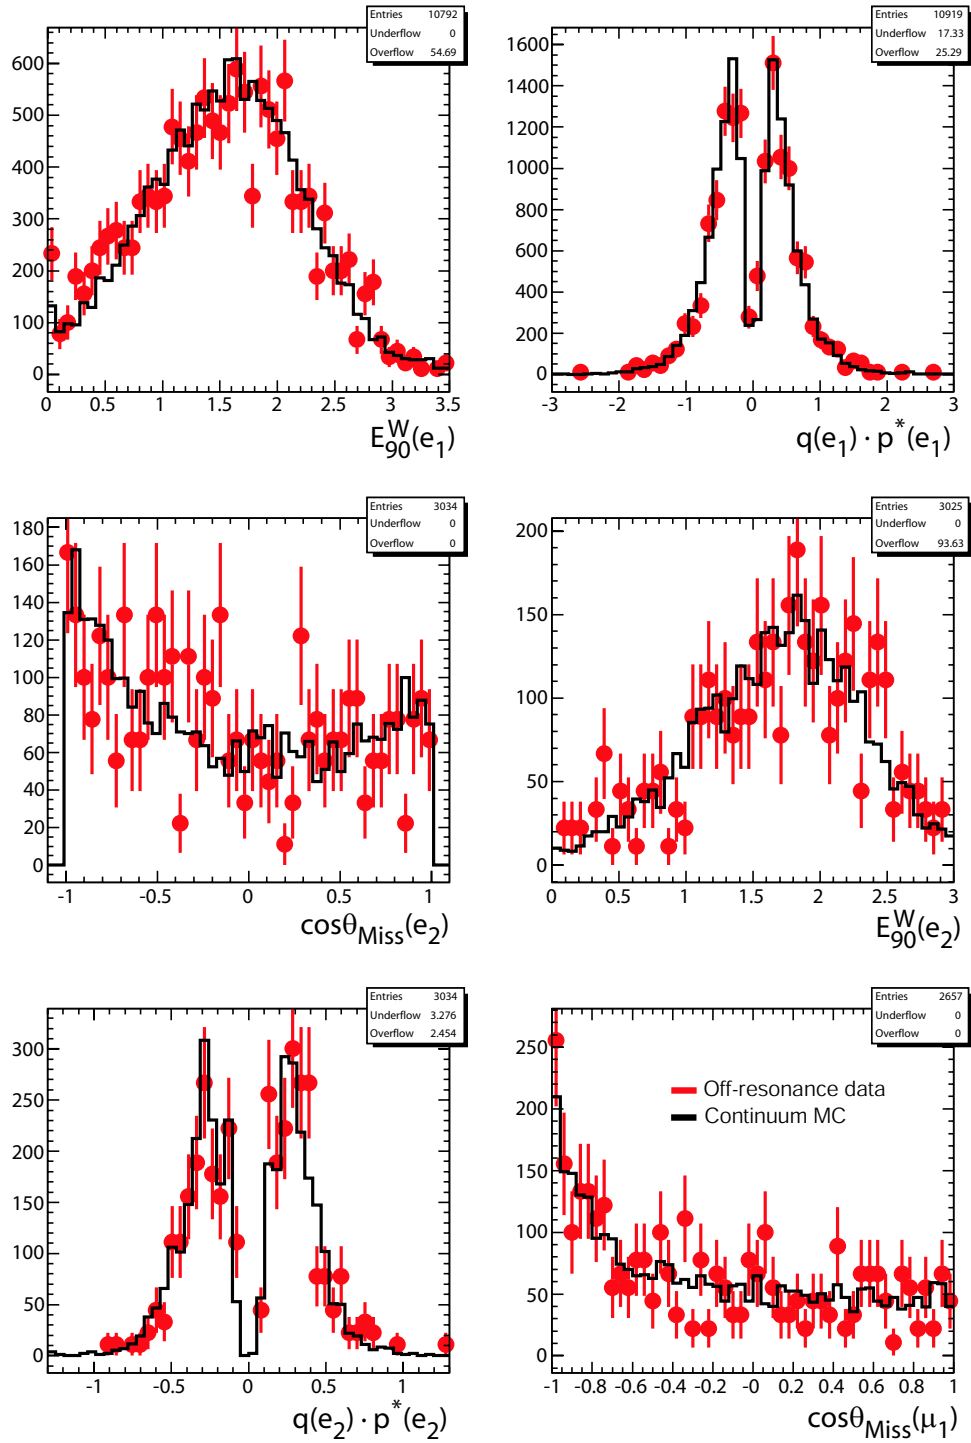 Entries 10792
Underflow 0
Overflow 54.69
600
500
400
300
200
100
0
0 0.5 1 1.5 2 2.5 3 3.5
E^W_90(e_1)
Entries 10919
Underflow 17.33
Overflow 25.29
1600
1400
1200
1000
800
600
400
200
0
-3 -2 -1 0 1 2 3
q(e_1) · p^*(e_1)
Entries 3034
Underflow 0
Overflow 0
180
160
140
120
100
80
60
40
20
0
-1 -0.5 0 0.5 1
cosθ_Miss(e_2)
Entries 3025
Underflow 0
Overflow 93.63
200
150
100
50
0
0 0.5 1 1.5 2 2.5 3
E^W_90(e_2)
Entries 3034
Underflow 3.276
Overflow 2.454
300
250
200
150
100
50
0
-1 -0.5 0 0.5 1
q(e_2) · p^*(e_2)
Entries 2657
Underflow 0
Overflow 0
250
200
150
100
50
0
Off-resonance data
Continuum MC
-1 -0.8 -0.6 -0.4 -0.2 0 0.2 0.4 0.6 0.8 1
cosθ_Miss(μ_1)